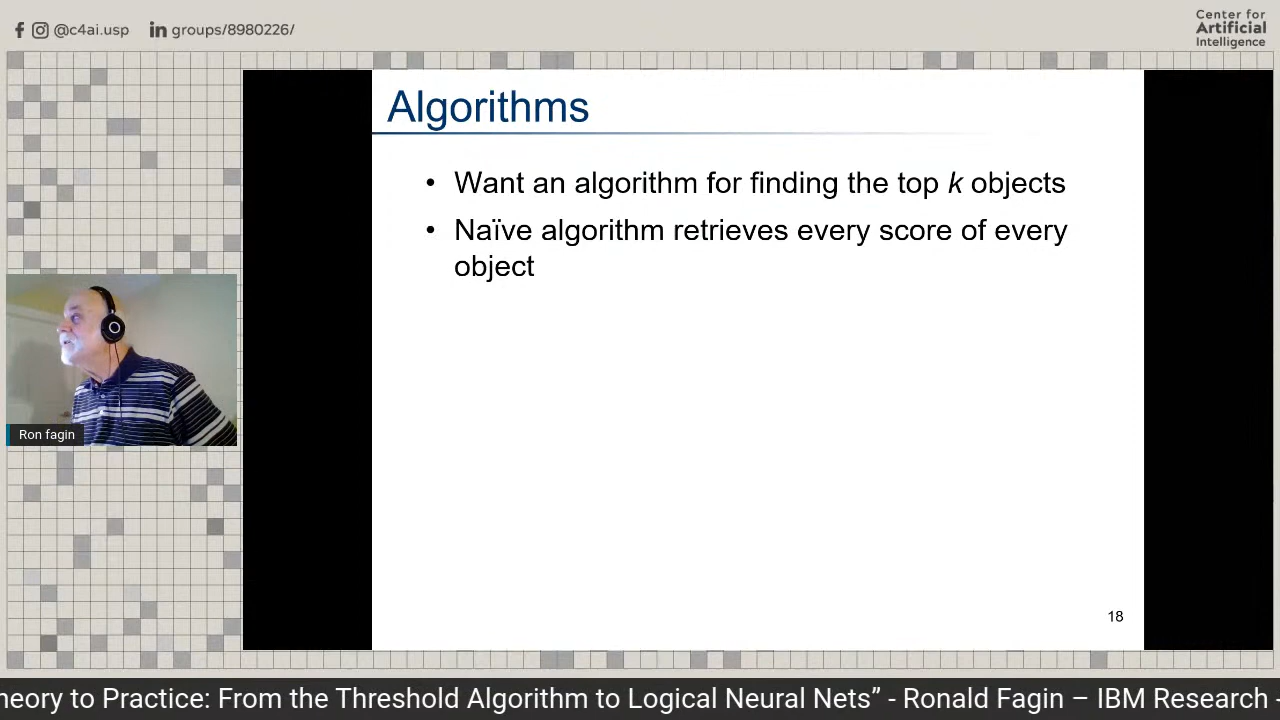 @c4ai.usp in groups/8980226/
Center for
Artificial
Intelligence
Algorithms
• Want an algorithm for finding the top k objects
• Naïve algorithm retrieves every score of every
object
Ron fagin
18
heory to Practice: From the Threshold Algorithm to Logical Neural Nets” - Ronald Fagin – IBM Research -